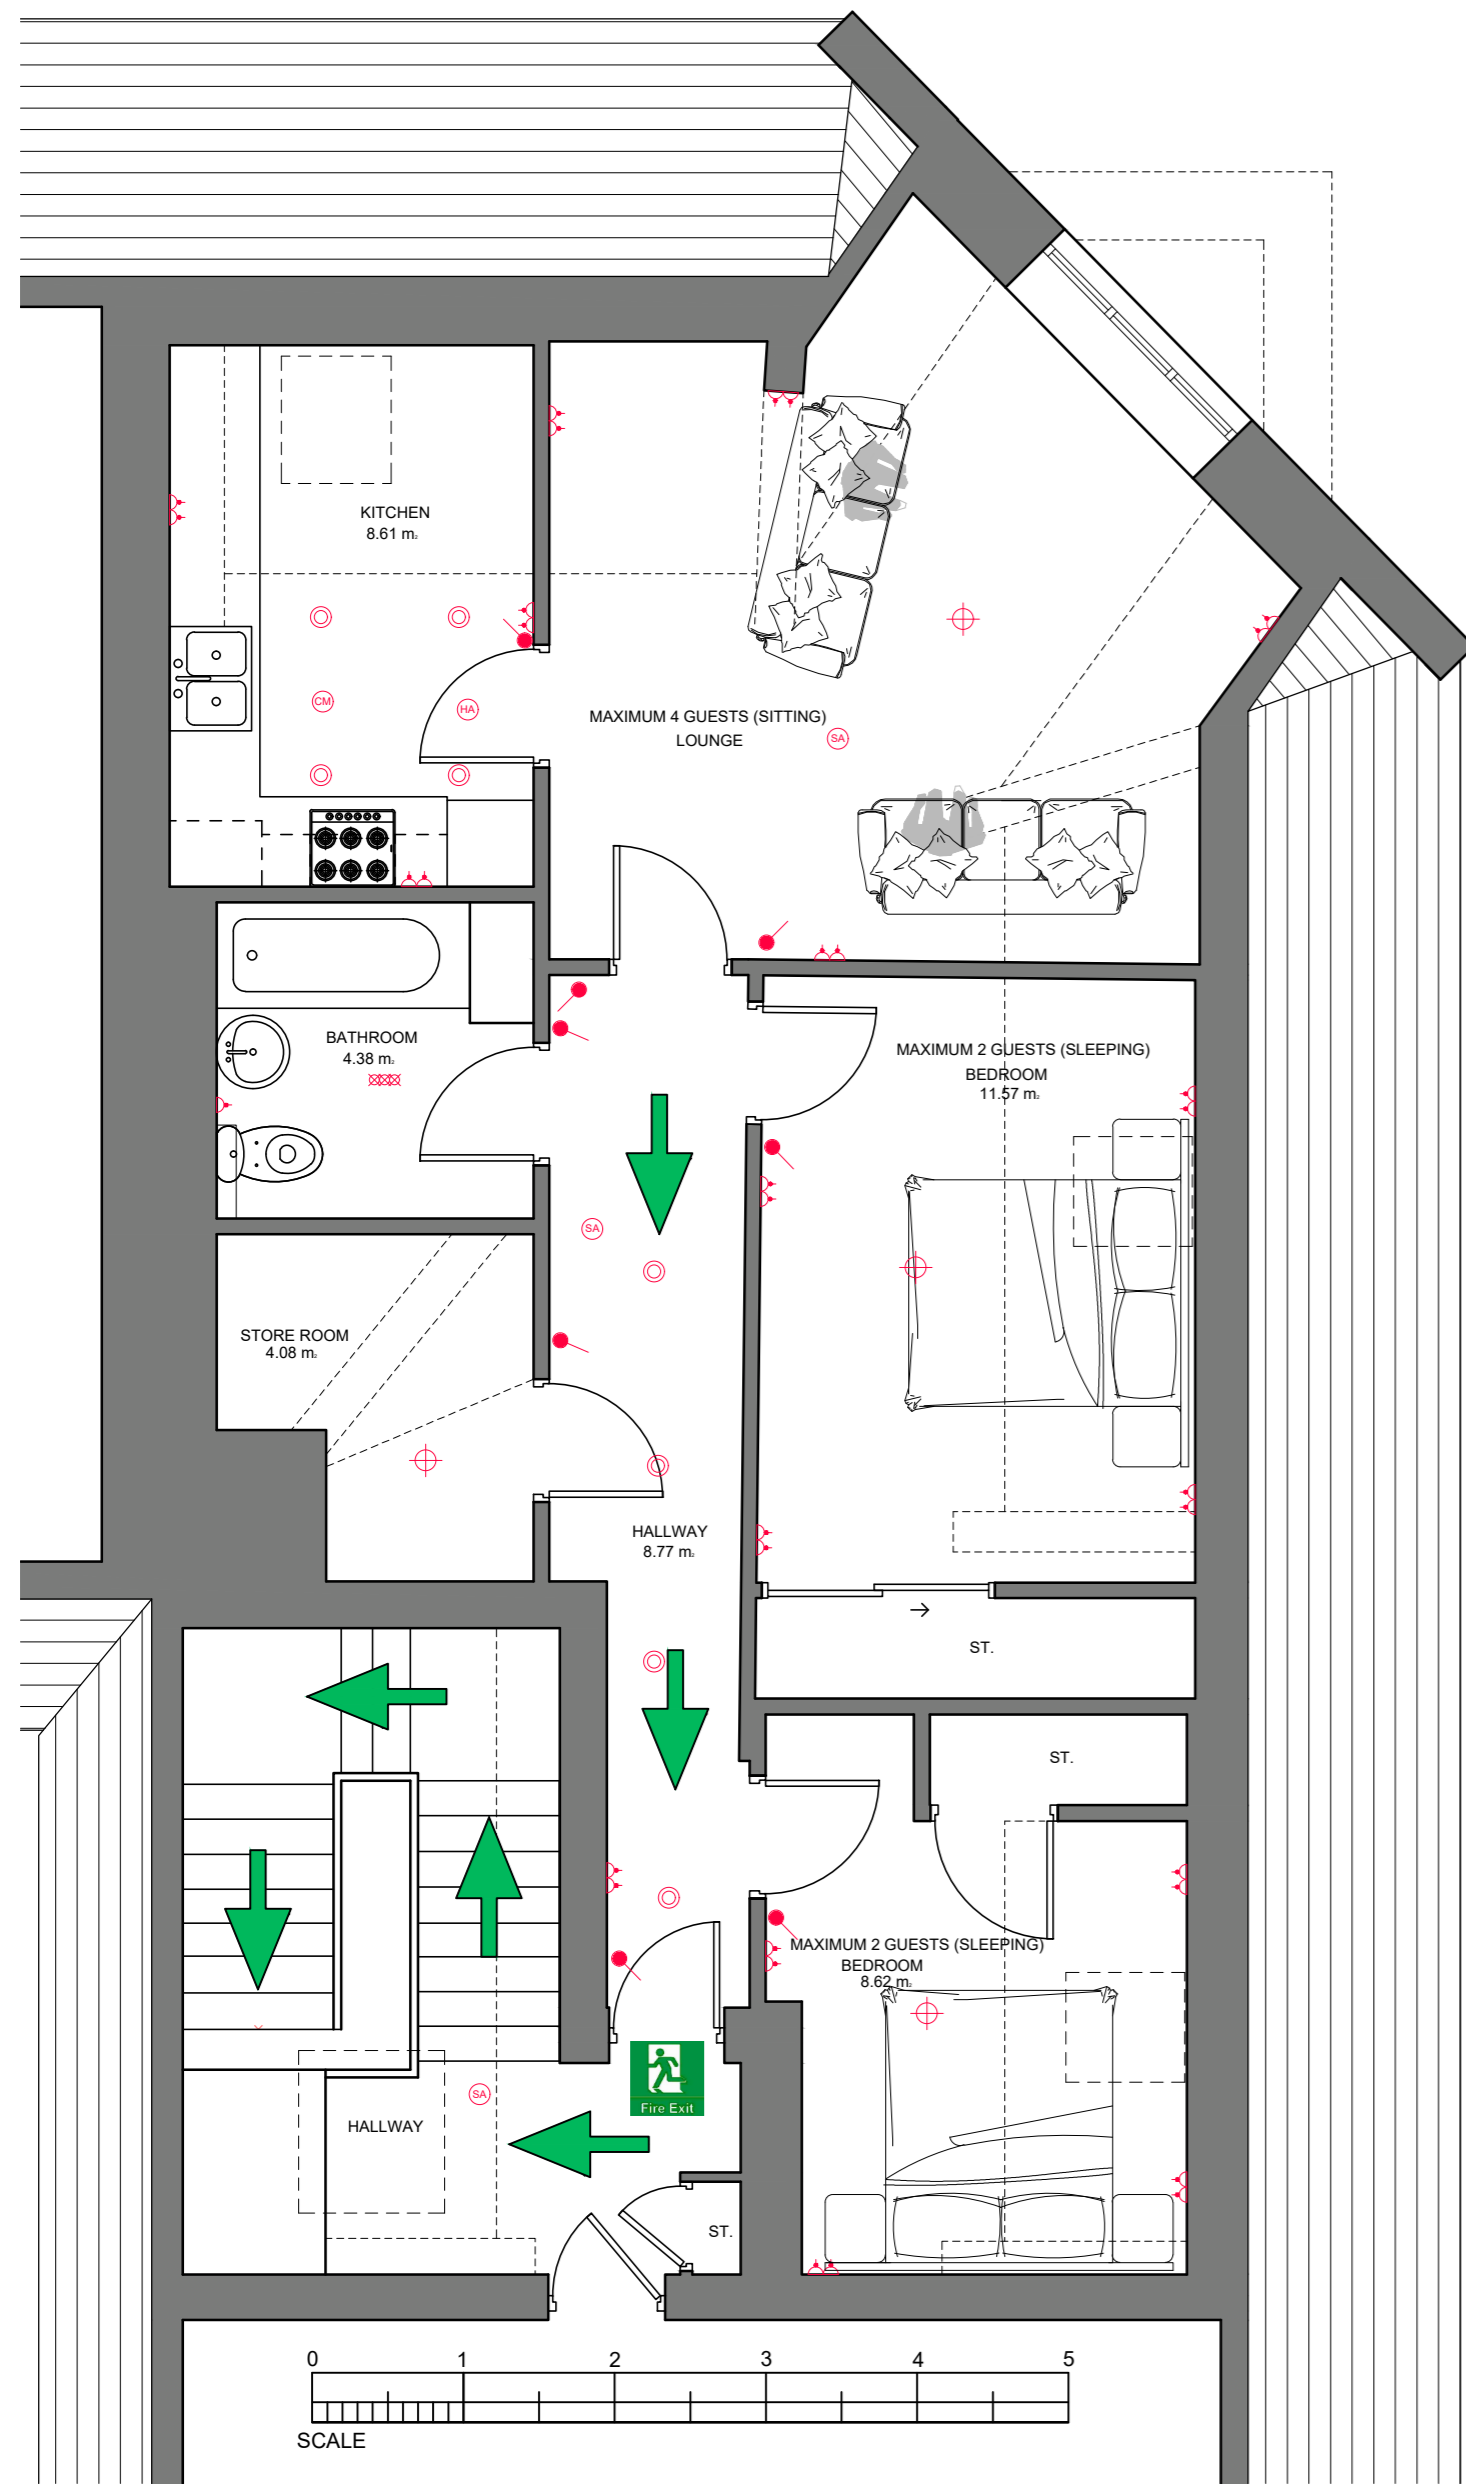 KITCHEN
8.61 m²
CM
HA
MAXIMUM 4 GUESTS (SITTING)
LOUNGE
SA
BATHROOM
4.38 m²
MAXIMUM 2 GUESTS (SLEEPING)
BEDROOM
11.57 m²
SA
STORE ROOM
4.08 m²
HALLWAY
8.77 m²
ST.
ST.
MAXIMUM 2 GUESTS (SLEEPING)
BEDROOM
8.62 m²
Fire Exit
SA
HALLWAY
ST.
0 1 2 3 4 5
SCALE